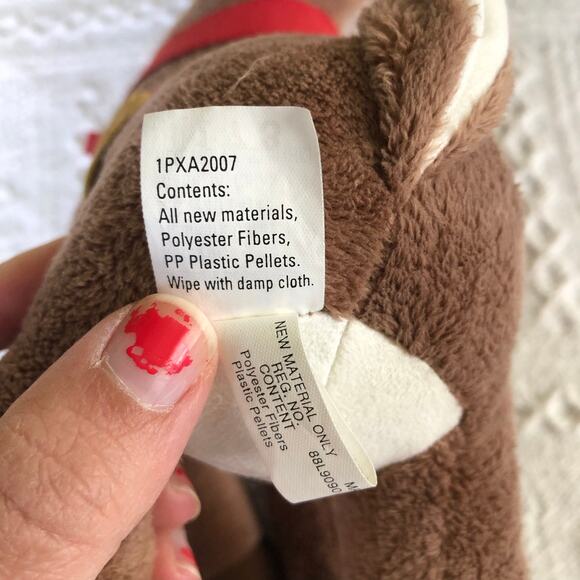 1PXA2007
Contents:
All new materials,
Polyester Fibers,
PP Plastic Pellets.
Wipe with damp cloth.
NEW MATERIAL ONLY
REG. NO. 88L9090
CONTENT
Polyester Fibers
Plastic Pellets